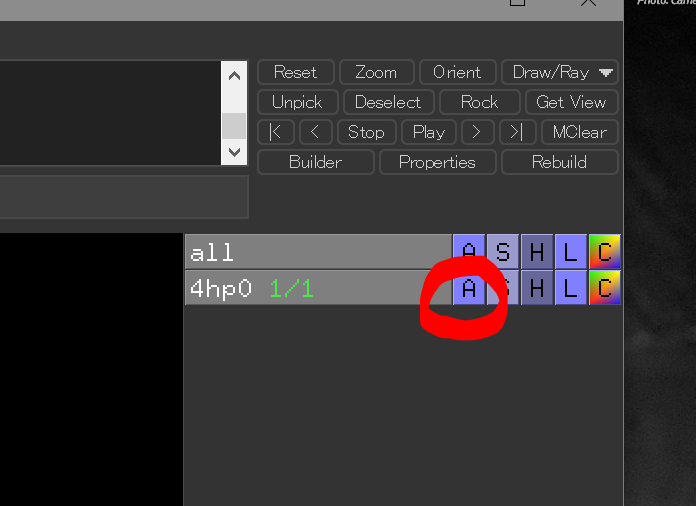 Photo: Came
Reset Zoom Orient Draw/Ray
Unpick Deselect Rock Get View
|< < Stop Play > >| MClear
Builder Properties Rebuild
all A S H L C
4hp0 1/1 A S H L C